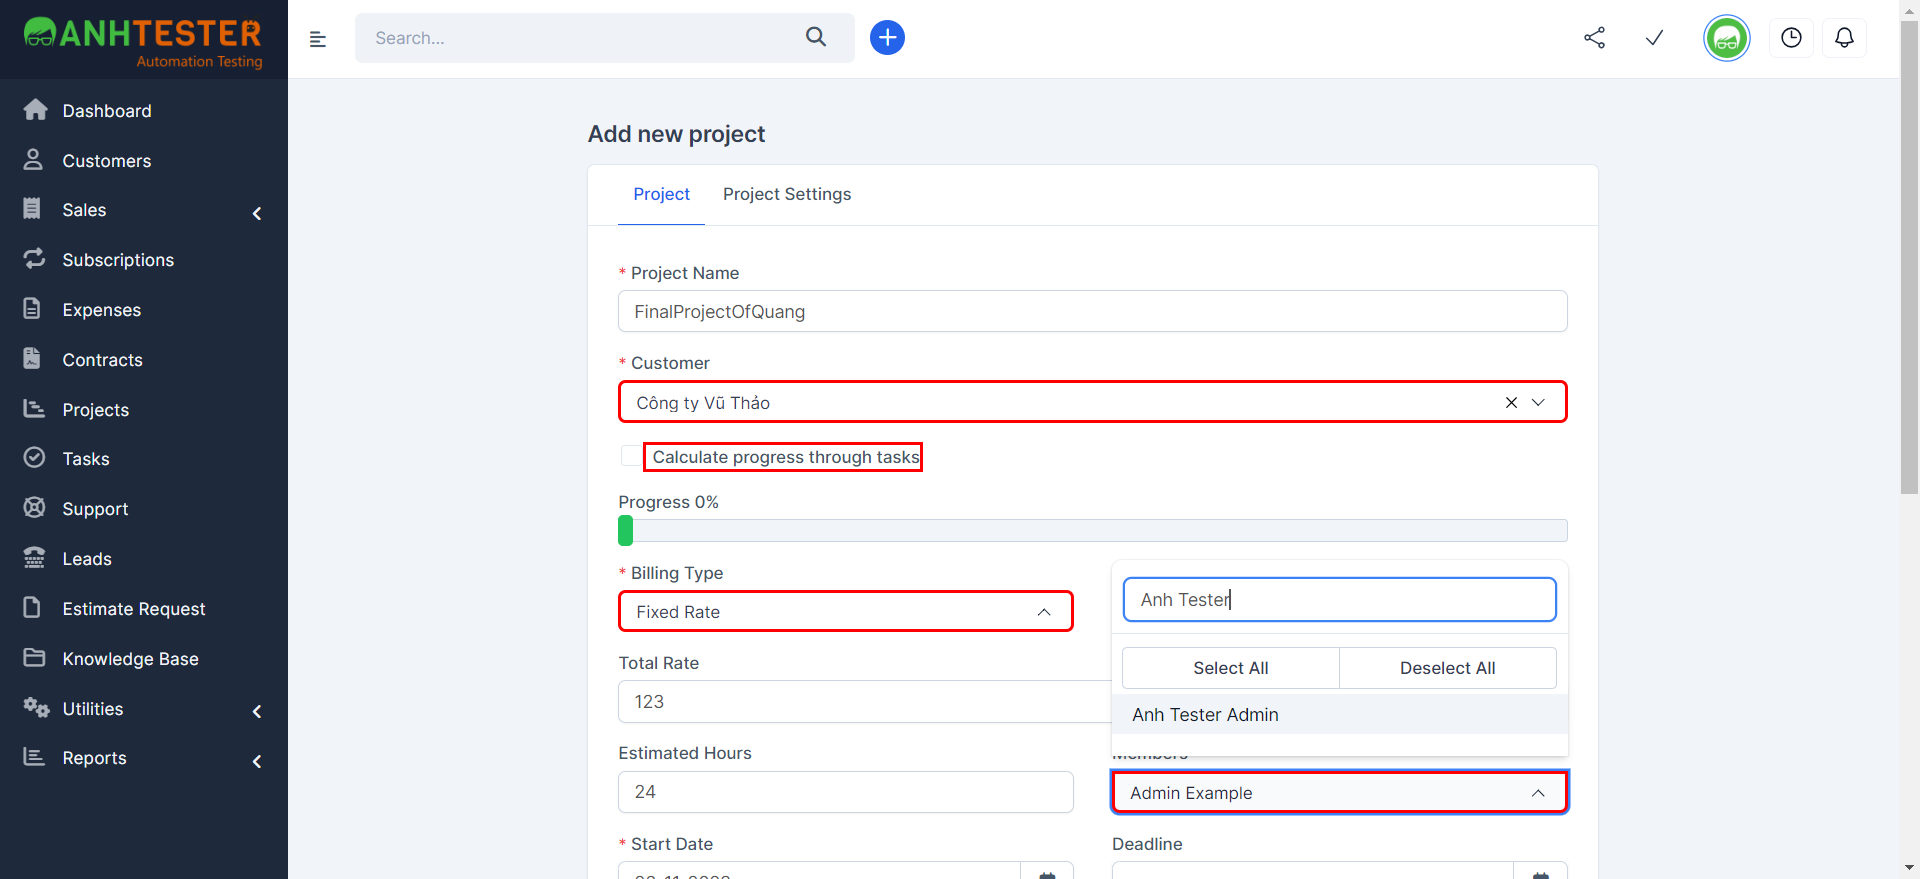 ANHTESTER
Automation Testing
Search...
Dashboard
Customers
Sales
Subscriptions
Expenses
Contracts
Projects
Tasks
Support
Leads
Estimate Request
Knowledge Base
Utilities
Reports
Add new project
Project
Project Settings
* Project Name
FinalProjectOfQuang
* Customer
Công ty Vũ Thảo
Calculate progress through tasks
Progress 0%
* Billing Type
Fixed Rate
Anh Tester
Select All
Deselect All
Anh Tester Admin
Total Rate
123
Estimated Hours
24
Members
Admin Example
* Start Date
Deadline